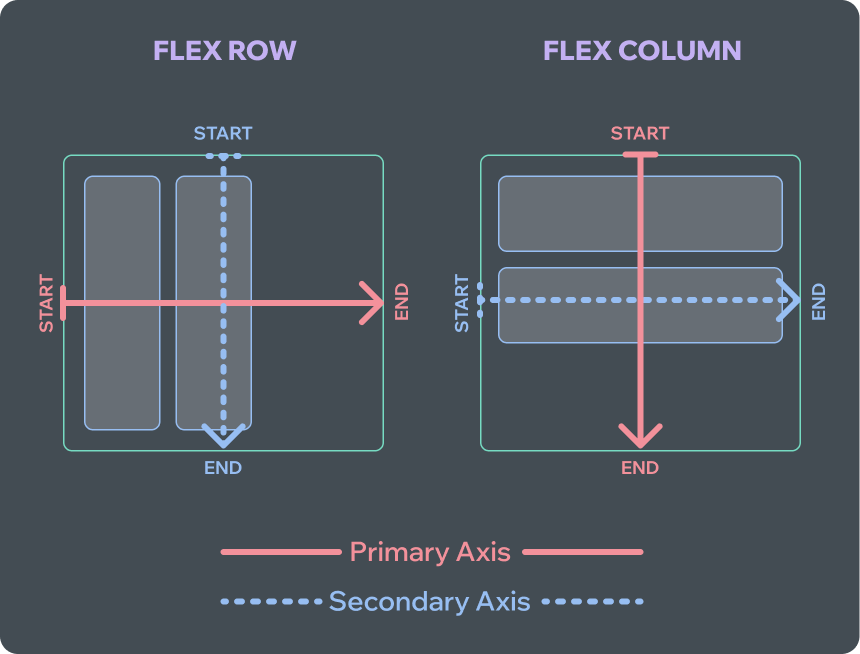 FLEX ROW
FLEX COLUMN
START
START
START
END
START
END
END
END
Primary Axis
Secondary Axis